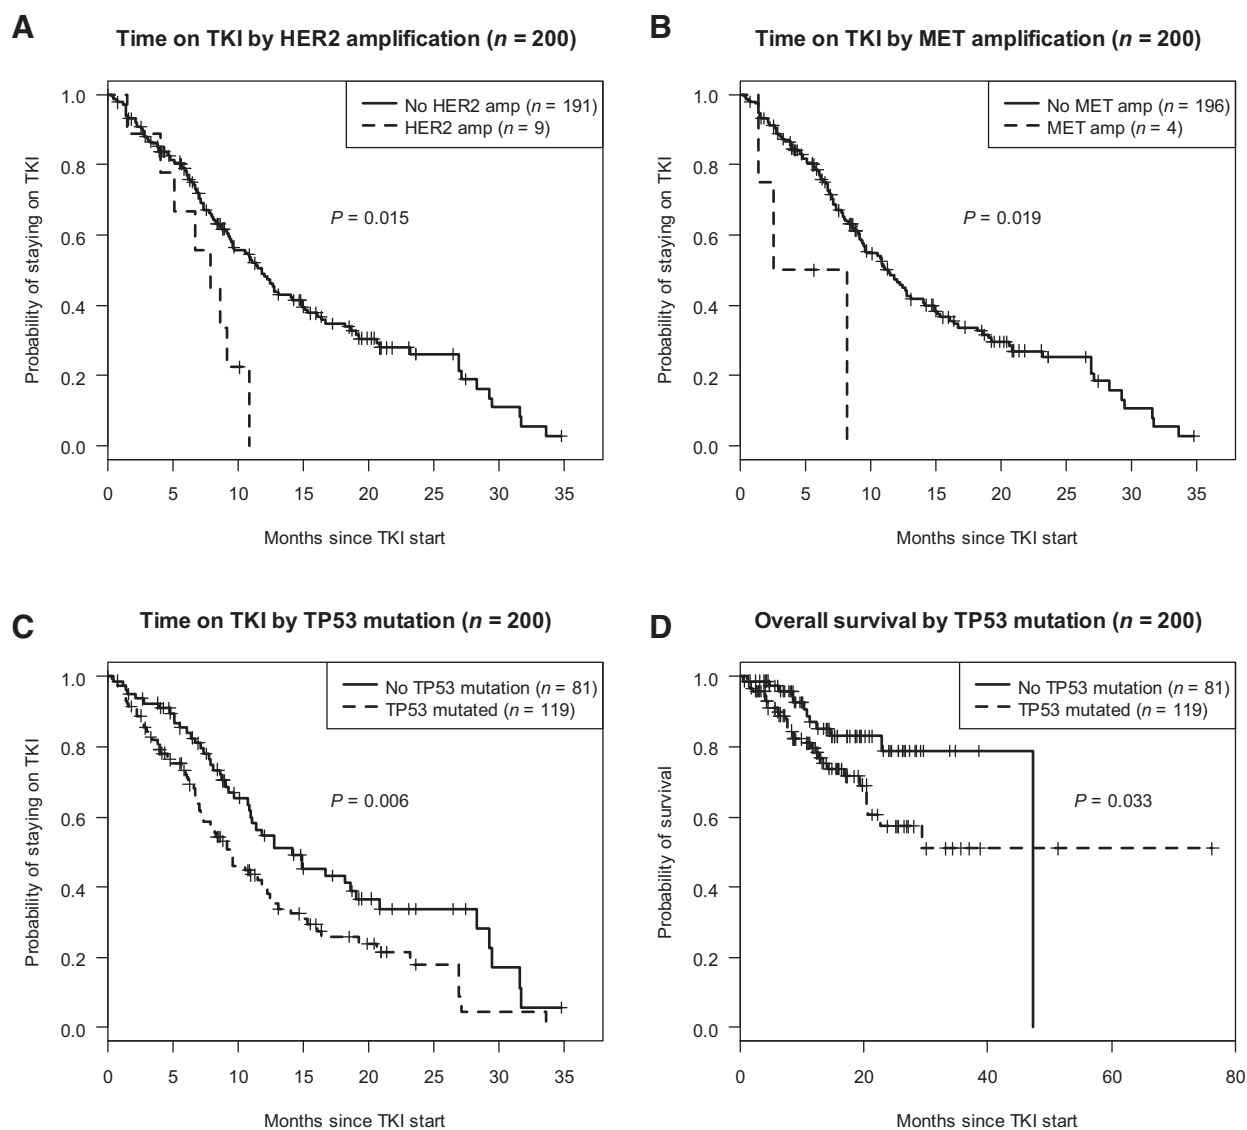 A
Time on TKI by HER2 amplification (n = 200)
Probability of staying on TKI
1.0
0.8
0.6
0.4
0.2
0.0
No HER2 amp (n = 191)
HER2 amp (n = 9)
P = 0.015
0 5 10 15 20 25 30 35
Months since TKI start
B
Time on TKI by MET amplification (n = 200)
Probability of staying on TKI
1.0
0.8
0.6
0.4
0.2
0.0
No MET amp (n = 196)
MET amp (n = 4)
P = 0.019
0 5 10 15 20 25 30 35
Months since TKI start
C
Time on TKI by TP53 mutation (n = 200)
Probability of staying on TKI
1.0
0.8
0.6
0.4
0.2
0.0
No TP53 mutation (n = 81)
TP53 mutated (n = 119)
P = 0.006
0 5 10 15 20 25 30 35
Months since TKI start
D
Overall survival by TP53 mutation (n = 200)
Probability of survival
1.0
0.8
0.6
0.4
0.2
0.0
No TP53 mutation (n = 81)
TP53 mutated (n = 119)
P = 0.033
0 20 40 60 80
Months since TKI start